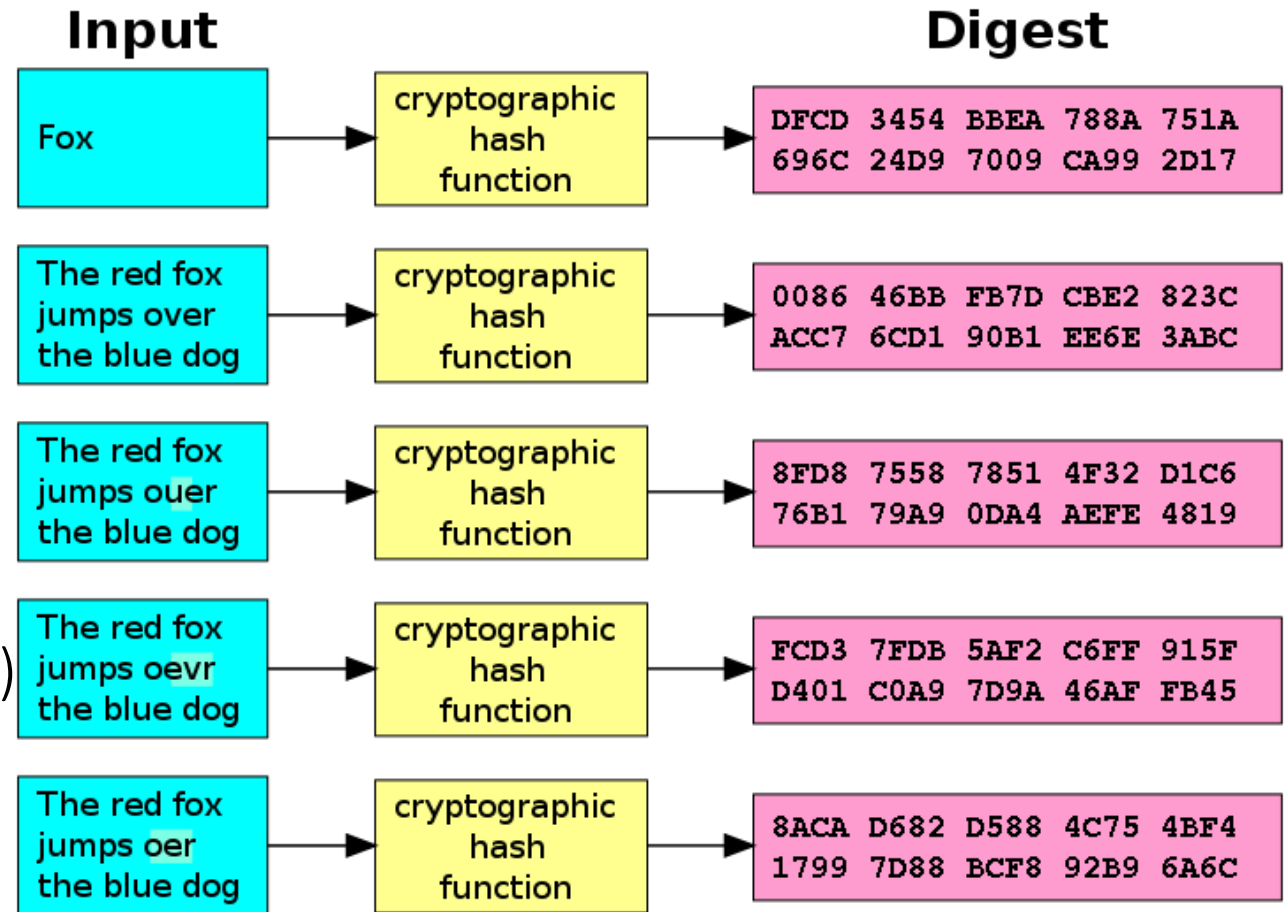 Input Digest
Fox
cryptographic
hash
function
DFCD 3454 BBEA 788A 751A
696C 24D9 7009 CA99 2D17
The red fox
jumps over
the blue dog
cryptographic
hash
function
0086 46BB FB7D CBE2 823C
ACC7 6CD1 90B1 EE6E 3ABC
The red fox
jumps ouer
the blue dog
cryptographic
hash
function
8FD8 7558 7851 4F32 D1C6
76B1 79A9 0DA4 AEFE 4819
)
The red fox
jumps oevr
the blue dog
cryptographic
hash
function
FCD3 7FDB 5AF2 C6FF 915F
D401 C0A9 7D9A 46AF FB45
The red fox
jumps oer
the blue dog
cryptographic
hash
function
8ACA D682 D588 4C75 4BF4
1799 7D88 BCF8 92B9 6A6C